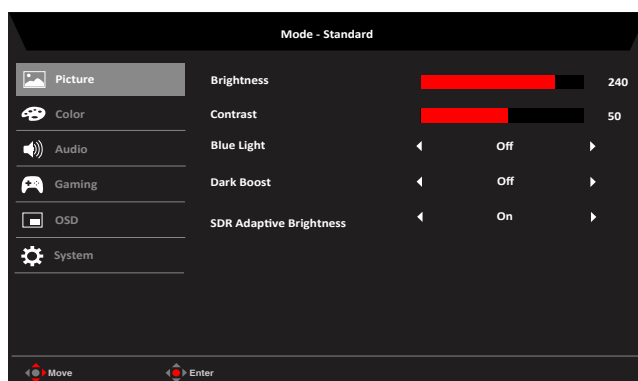 Mode - Standard
Picture
Brightness 240
Color
Contrast 50
Audio
Blue Light Off
Gaming
Dark Boost Off
OSD
SDR Adaptive Brightness On
System
Move Enter